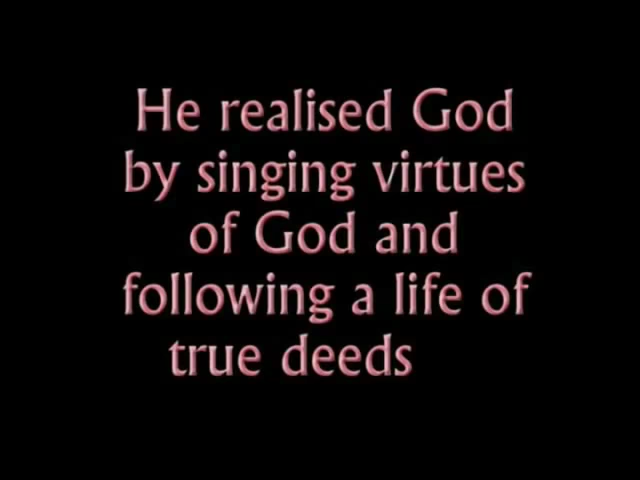 He realised God
by singing virtues
of God and
following a life of
true deeds